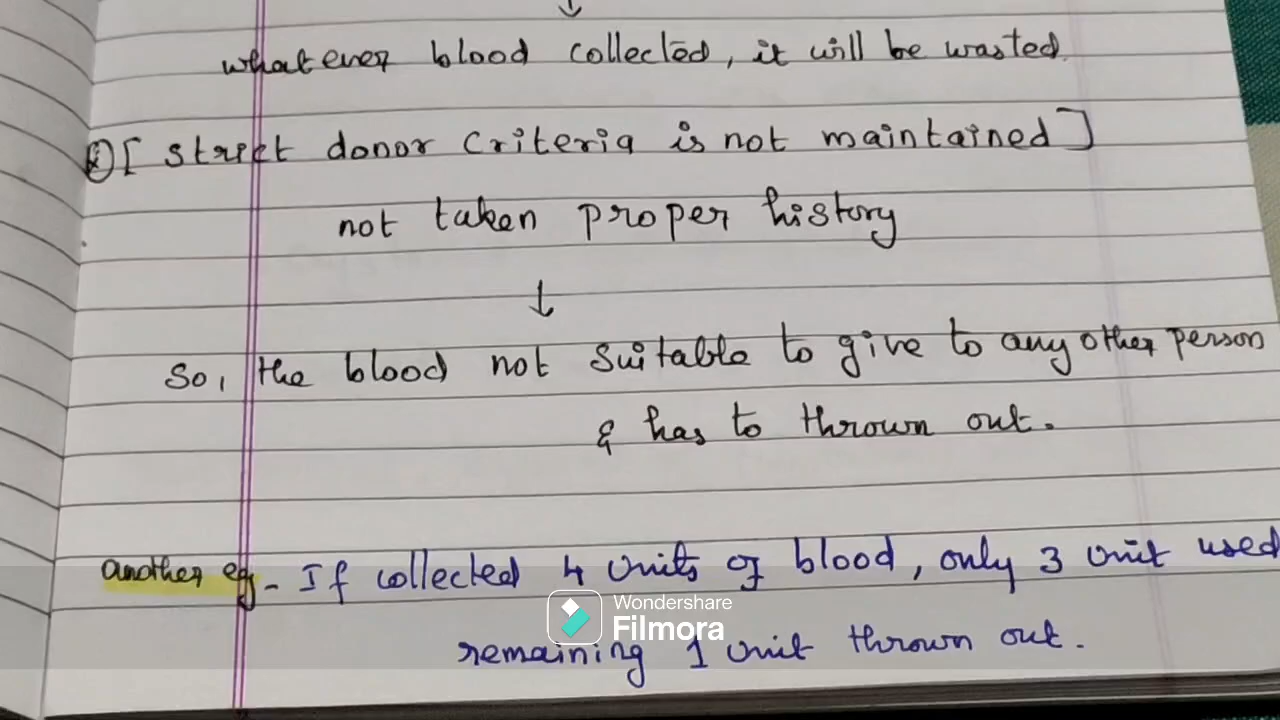 ↓
whatever blood collected, it will be wasted.
② [ strict donor criteria is not maintained ]
not taken proper history
↓
So, the blood not suitable to give to any other person
& has to thrown out.
another eg - If collected 4 units of blood, only 3 unit used
Wondershare
Filmora
remaining 1 unit thrown out.